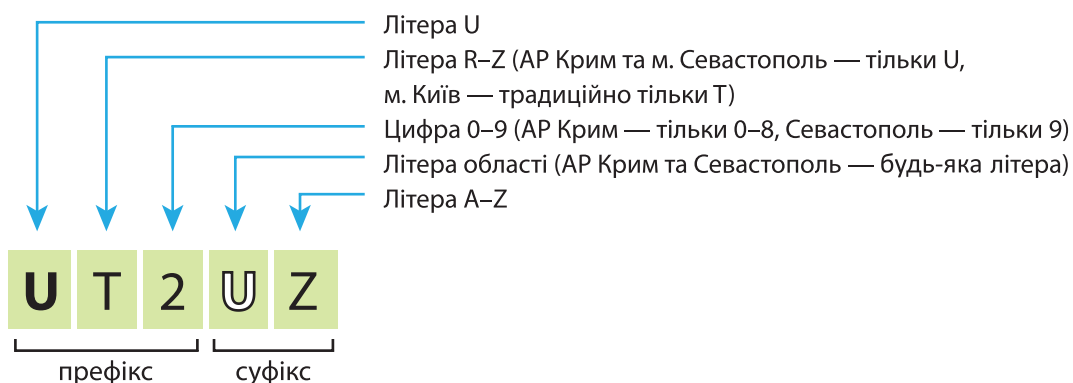 Літера U
Літера R–Z (АР Крим та м. Севастополь — тільки U,
м. Київ — традиційно тільки T)
Цифра 0–9 (АР Крим — тільки 0–8, Севастополь — тільки 9)
Літера області (АР Крим та Севастополь — будь-яка літера)
Літера A–Z
U T 2 U Z
префікс суфікс